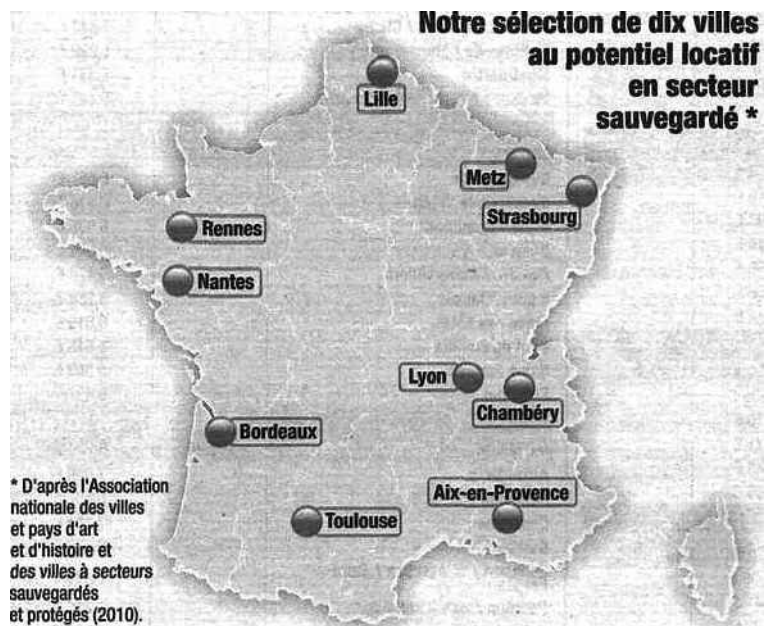 Notre sélection de dix villes
au potentiel locatif
en secteur
sauvegardé *
Lille
Metz
Strasbourg
Rennes
Nantes
Lyon
Chambéry
Bordeaux
Aix-en-Provence
Toulouse
* D'après l'Association
nationale des villes
et pays d'art
et d'histoire et
des villes à secteurs
sauvegardés
et protégés (2010).